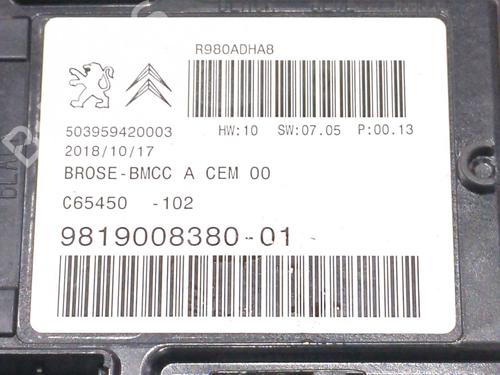 R980ADHA8
503959420003 HW:10 SW:07.05 P:00.13
2018/10/17
BROSE-BMCC A CEM 00
C65450 -102
9819008380-01